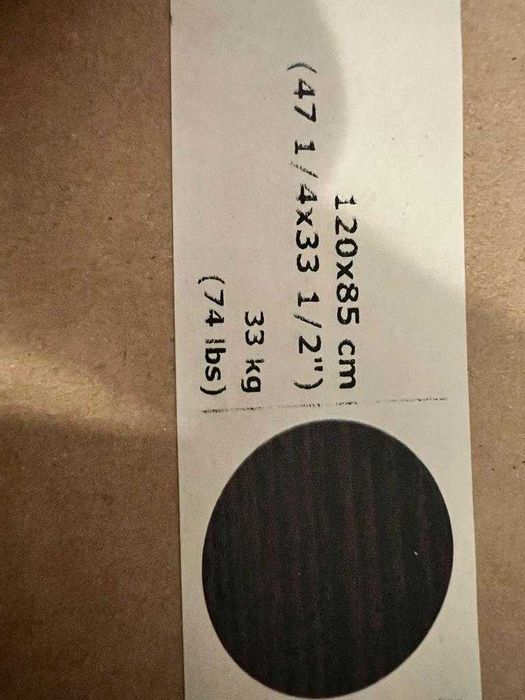 120x85 cm
(47 1/4x33 1/2")
33 kg
(74 lbs)